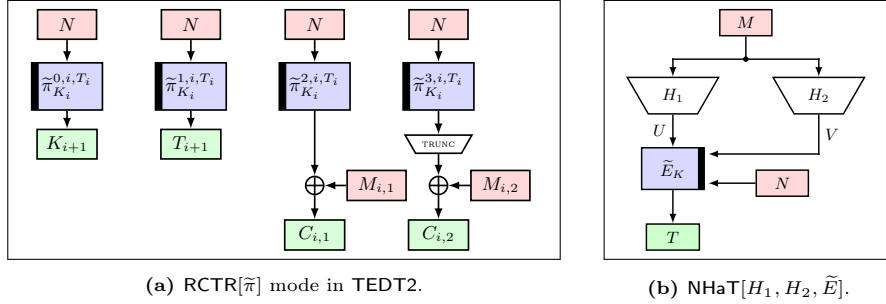 N N N N
π̃_{K_i}^{0,i,T_i} π̃_{K_i}^{1,i,T_i} π̃_{K_i}^{2,i,T_i} π̃_{K_i}^{3,i,T_i}
K_{i+1} T_{i+1}
TRUNC
M_{i,1} M_{i,2}
C_{i,1} C_{i,2}
(a) RCTR[π̃] mode in TEDT2.
M
H_1 H_2
U V
Ẽ_K
N
T
(b) NHaT[H_1, H_2, Ẽ].